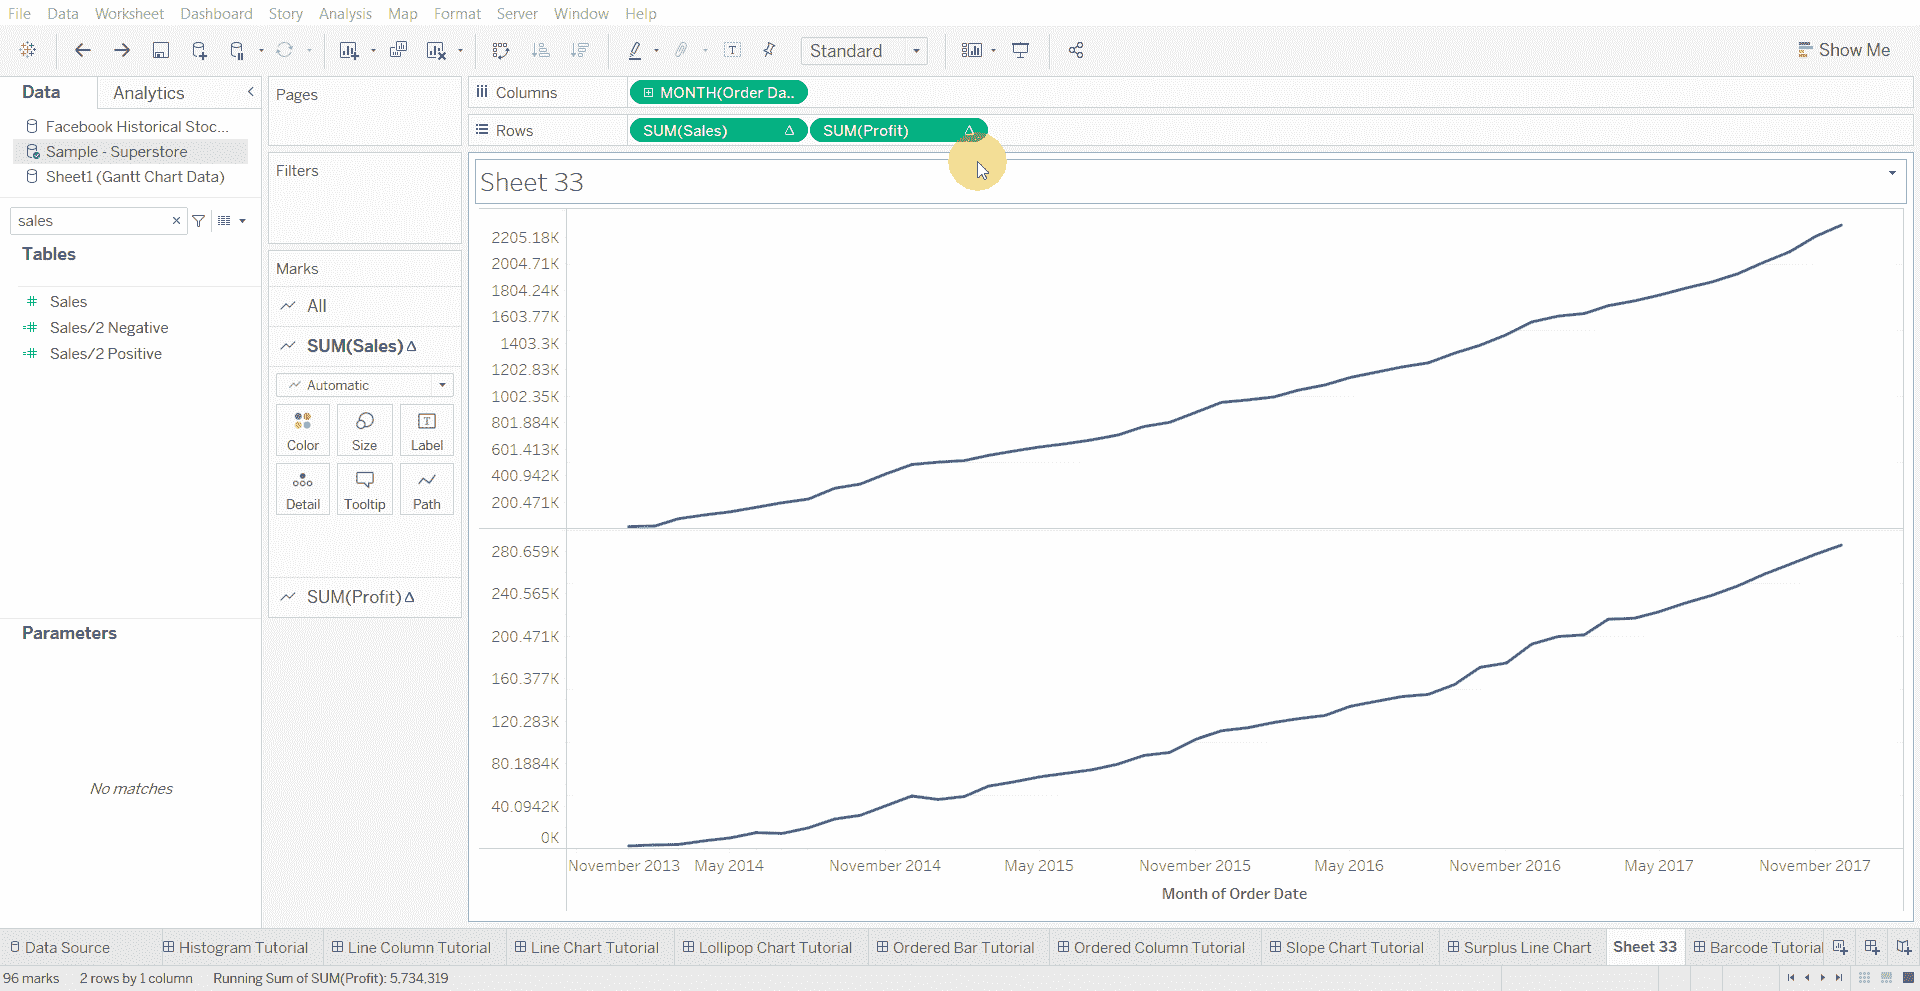 File Data Worksheet Dashboard Story Analysis Map Format Server Window Help
Standard
Show Me
Data Analytics
Facebook Historical Stoc...
Sample - Superstore
Sheet1 (Gantt Chart Data)
sales
Tables
Sales
Sales/2 Negative
Sales/2 Positive
Parameters
No matches
Pages
Filters
Marks
All
SUM(Sales) Δ
Automatic
Color Size Label
Detail Tooltip Path
SUM(Profit) Δ
Columns MONTH(Order Da..
Rows SUM(Sales) Δ SUM(Profit) Δ
Sheet 33
2205.18K
2004.71K
1804.24K
1603.77K
1403.3K
1202.83K
1002.35K
801.884K
601.413K
400.942K
200.471K
280.659K
240.565K
200.471K
160.377K
120.283K
80.1884K
40.0942K
0K
November 2013 May 2014 November 2014 May 2015 November 2015 May 2016 November 2016 May 2017 November 2017
Month of Order Date
Data Source Histogram Tutorial Line Column Tutorial Line Chart Tutorial Lollipop Chart Tutorial Ordered Bar Tutorial Ordered Column Tutorial Slope Chart Tutorial Surplus Line Chart Sheet 33 Barcode Tutorial
96 marks 2 rows by 1 column Running Sum of SUM(Profit): 5,734,319